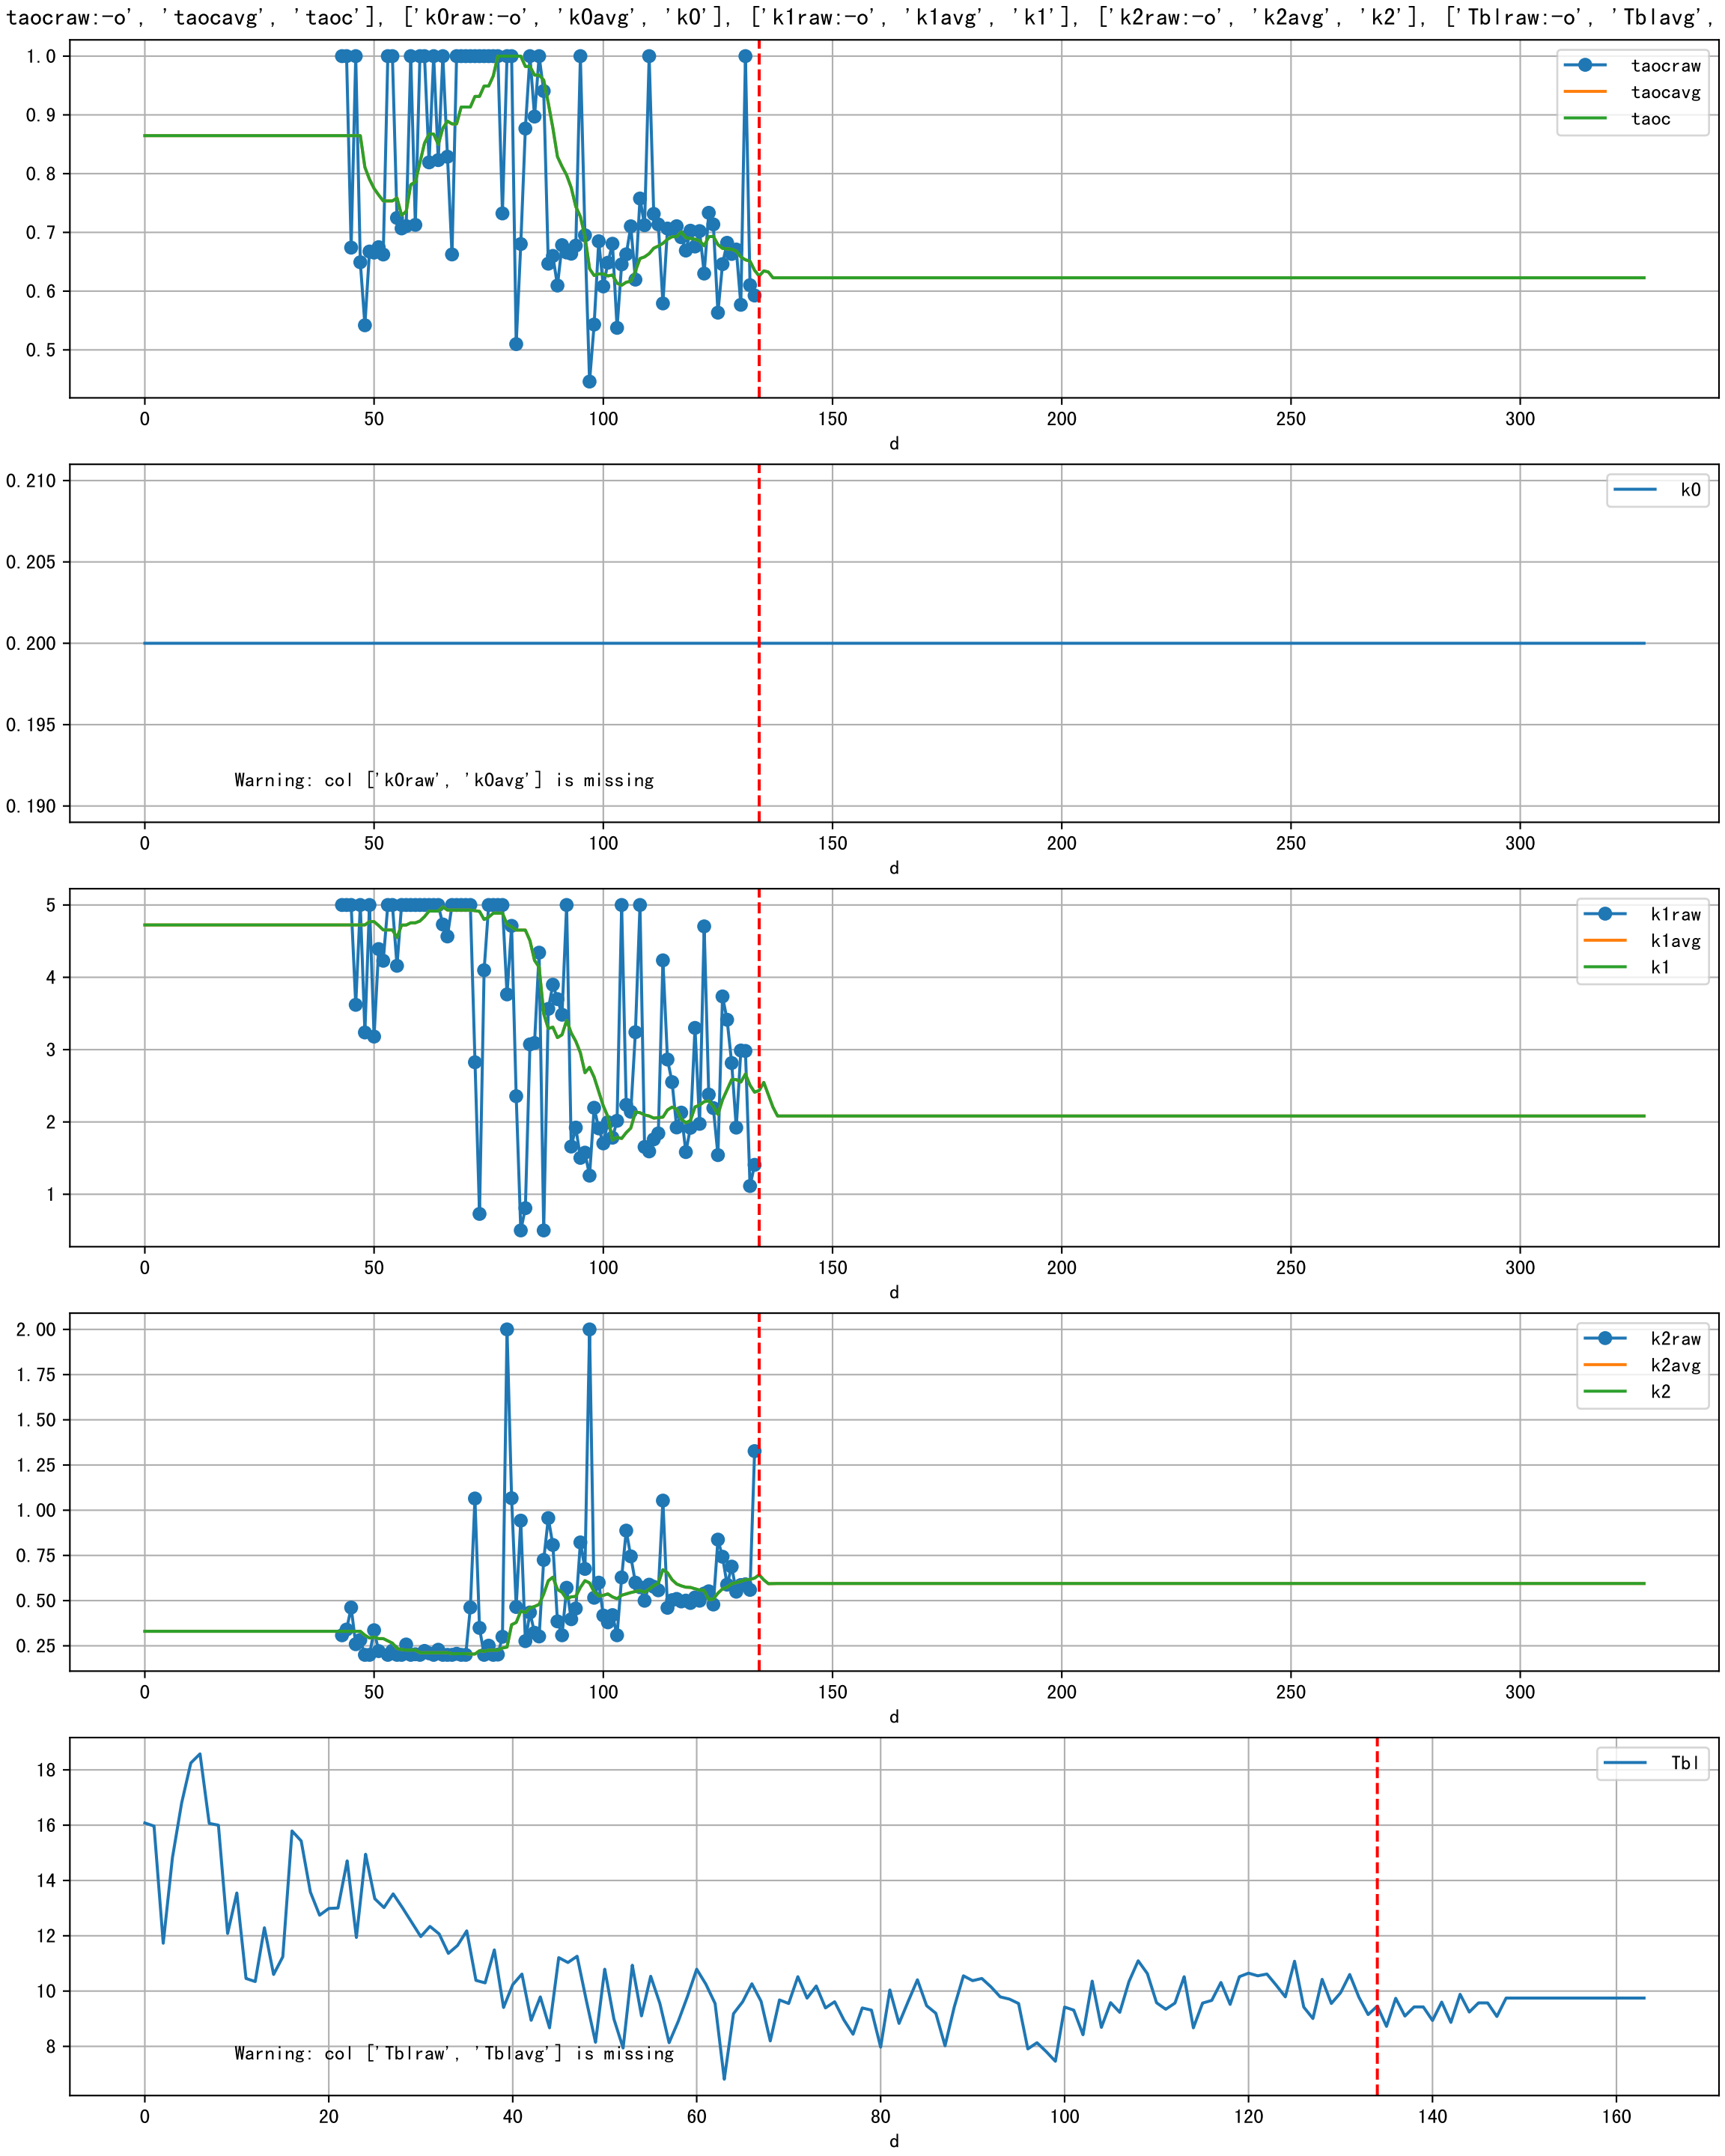 taocraw:-o', 'taocavg', 'taoc'], ['k0raw:-o', 'k0avg', 'k0'], ['k1raw:-o', 'k1avg', 'k1'], ['k2raw:-o', 'k2avg', 'k2'], ['Tblraw:-o', 'Tblavg',
1.0
0.9
0.8
0.7
0.6
0.5
taocraw
taocavg
taoc
0 50 100 150 200 250 300
d
0.210
0.205
0.200
0.195
0.190
k0
Warning: col ['k0raw', 'k0avg'] is missing
0 50 100 150 200 250 300
d
5
4
3
2
1
k1raw
k1avg
k1
0 50 100 150 200 250 300
d
2.00
1.75
1.50
1.25
1.00
0.75
0.50
0.25
k2raw
k2avg
k2
0 50 100 150 200 250 300
d
18
16
14
12
10
8
Tbl
Warning: col ['Tblraw', 'Tblavg'] is missing
0 20 40 60 80 100 120 140 160
d